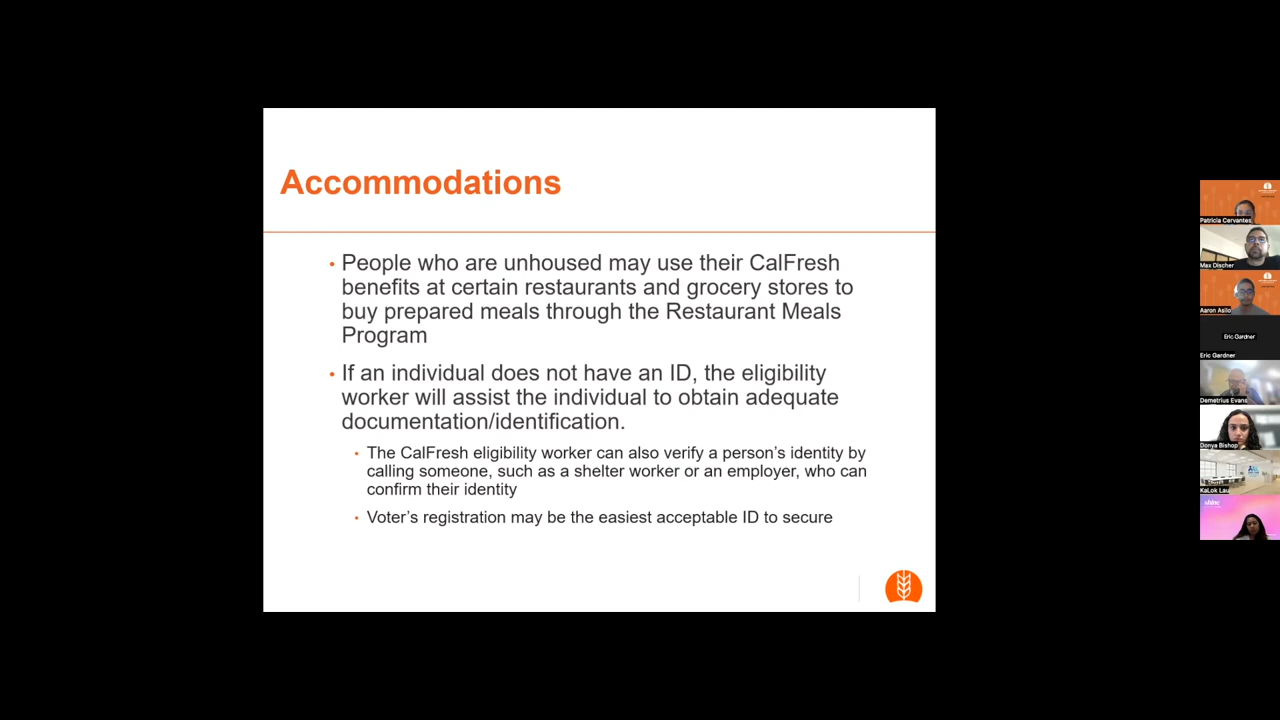 Accommodations
• People who are unhoused may use their CalFresh
benefits at certain restaurants and grocery stores to
buy prepared meals through the Restaurant Meals
Program
• If an individual does not have an ID, the eligibility
worker will assist the individual to obtain adequate
documentation/identification.
• The CalFresh eligibility worker can also verify a person's identity by
calling someone, such as a shelter worker or an employer, who can
confirm their identity
• Voter's registration may be the easiest acceptable ID to secure
Patricia Cervantes
Max Discher
Aaron Asilo
Eric Gardner
Eric Gardner
Demetrius Evans
Donya Bishop
KaLok Lau
shine